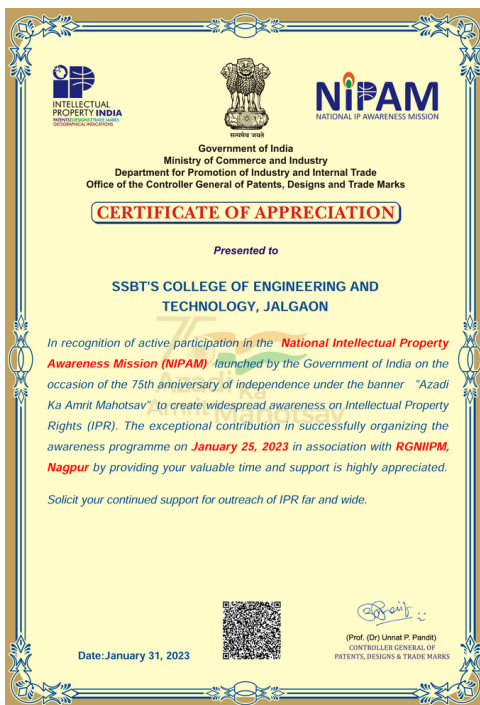 INTELLECTUAL
PROPERTY INDIA
PATENTS|DESIGNS|TRADE MARKS
GEOGRAPHICAL INDICATIONS
सत्यमेव जयते
NiPAM
NATIONAL IP AWARENESS MISSION
Government of India
Ministry of Commerce and Industry
Department for Promotion of Industry and Internal Trade
Office of the Controller General of Patents, Designs and Trade Marks
CERTIFICATE OF APPRECIATION
Presented to
SSBT'S COLLEGE OF ENGINEERING AND
TECHNOLOGY, JALGAON
In recognition of active participation in the National Intellectual Property
Awareness Mission (NIPAM) launched by the Government of India on the
occasion of the 75th anniversary of independence under the banner "Azadi
Ka Amrit Mahotsav" to create widespread awareness on Intellectual Property
Rights (IPR). The exceptional contribution in successfully organizing the
awareness programme on January 25, 2023 in association with RGNIIPM,
Nagpur by providing your valuable time and support is highly appreciated.
75
Azadi
Ka
Amrit Mahotsav
Solicit your continued support for outreach of IPR far and wide.
Date:January 31, 2023
(Prof. (Dr) Unnat P. Pandit)
CONTROLLER GENERAL OF
PATENTS, DESIGNS & TRADE MARKS